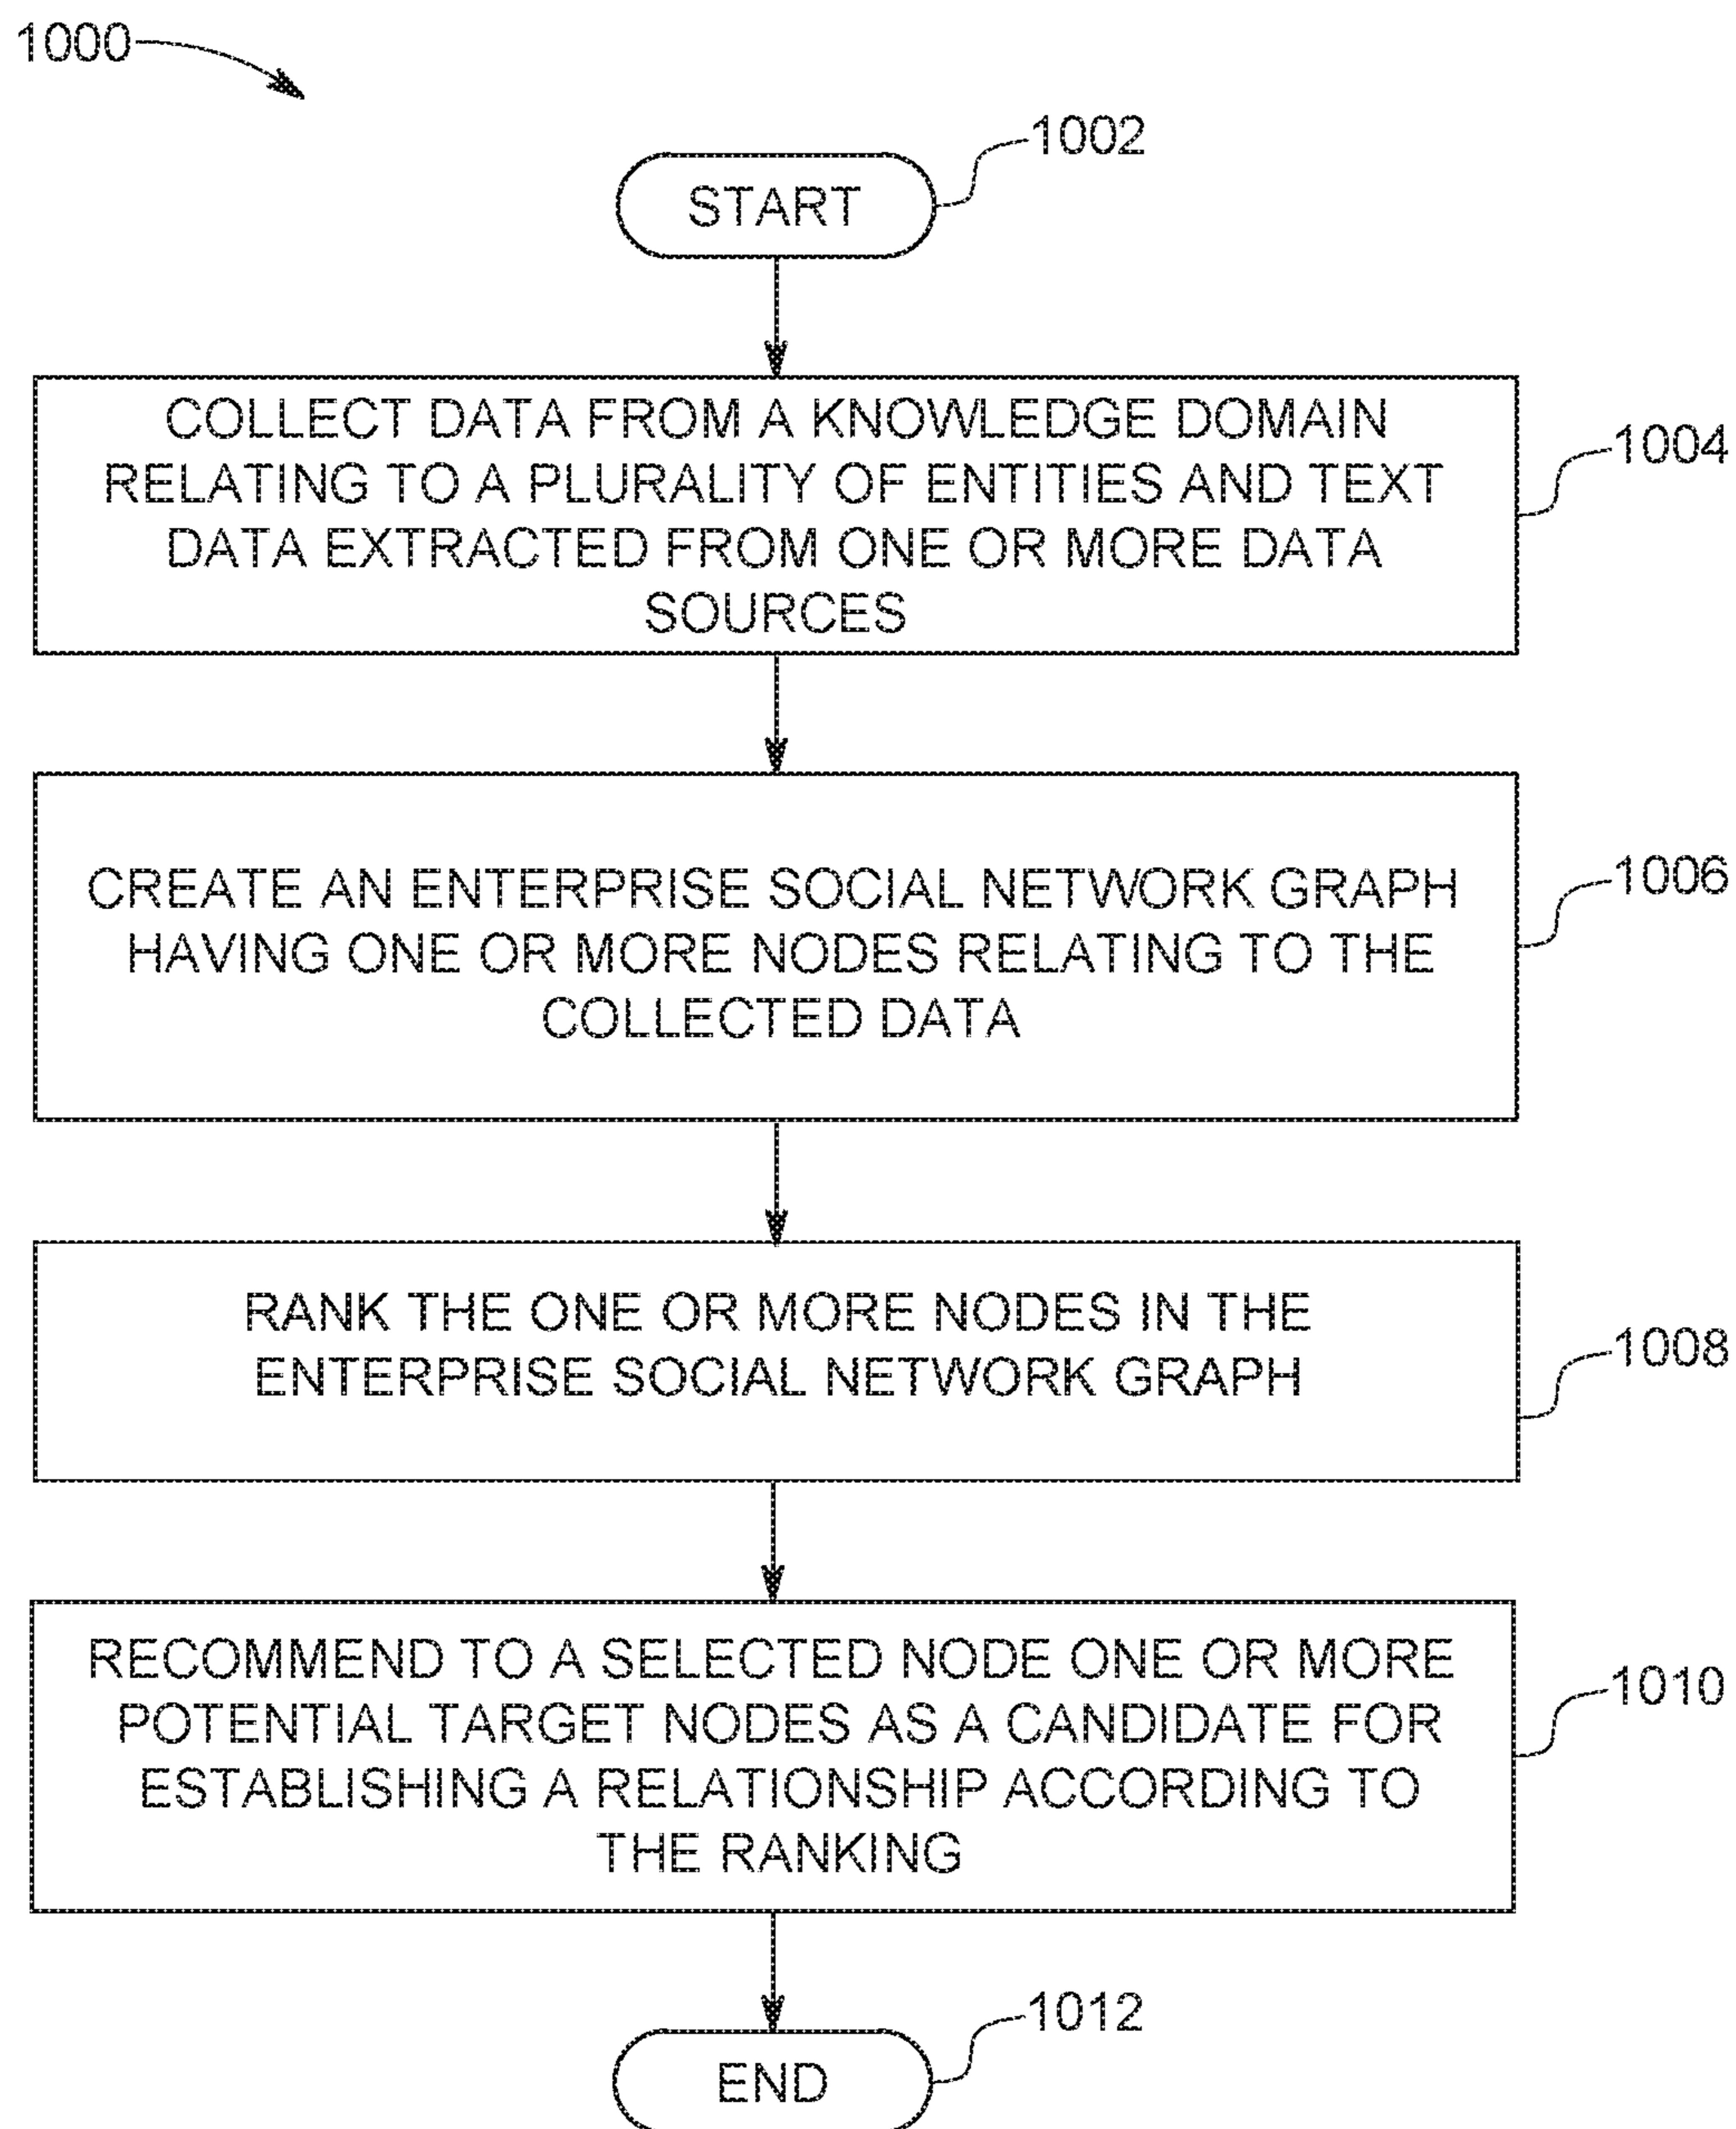 1000
1002
START
COLLECT DATA FROM A KNOWLEDGE DOMAIN
RELATING TO A PLURALITY OF ENTITIES AND TEXT
DATA EXTRACTED FROM ONE OR MORE DATA
SOURCES
1004
CREATE AN ENTERPRISE SOCIAL NETWORK GRAPH
HAVING ONE OR MORE NODES RELATING TO THE
COLLECTED DATA
1006
RANK THE ONE OR MORE NODES IN THE
ENTERPRISE SOCIAL NETWORK GRAPH
1008
RECOMMEND TO A SELECTED NODE ONE OR MORE
POTENTIAL TARGET NODES AS A CANDIDATE FOR
ESTABLISHING A RELATIONSHIP ACCORDING TO
THE RANKING
1010
1012
END